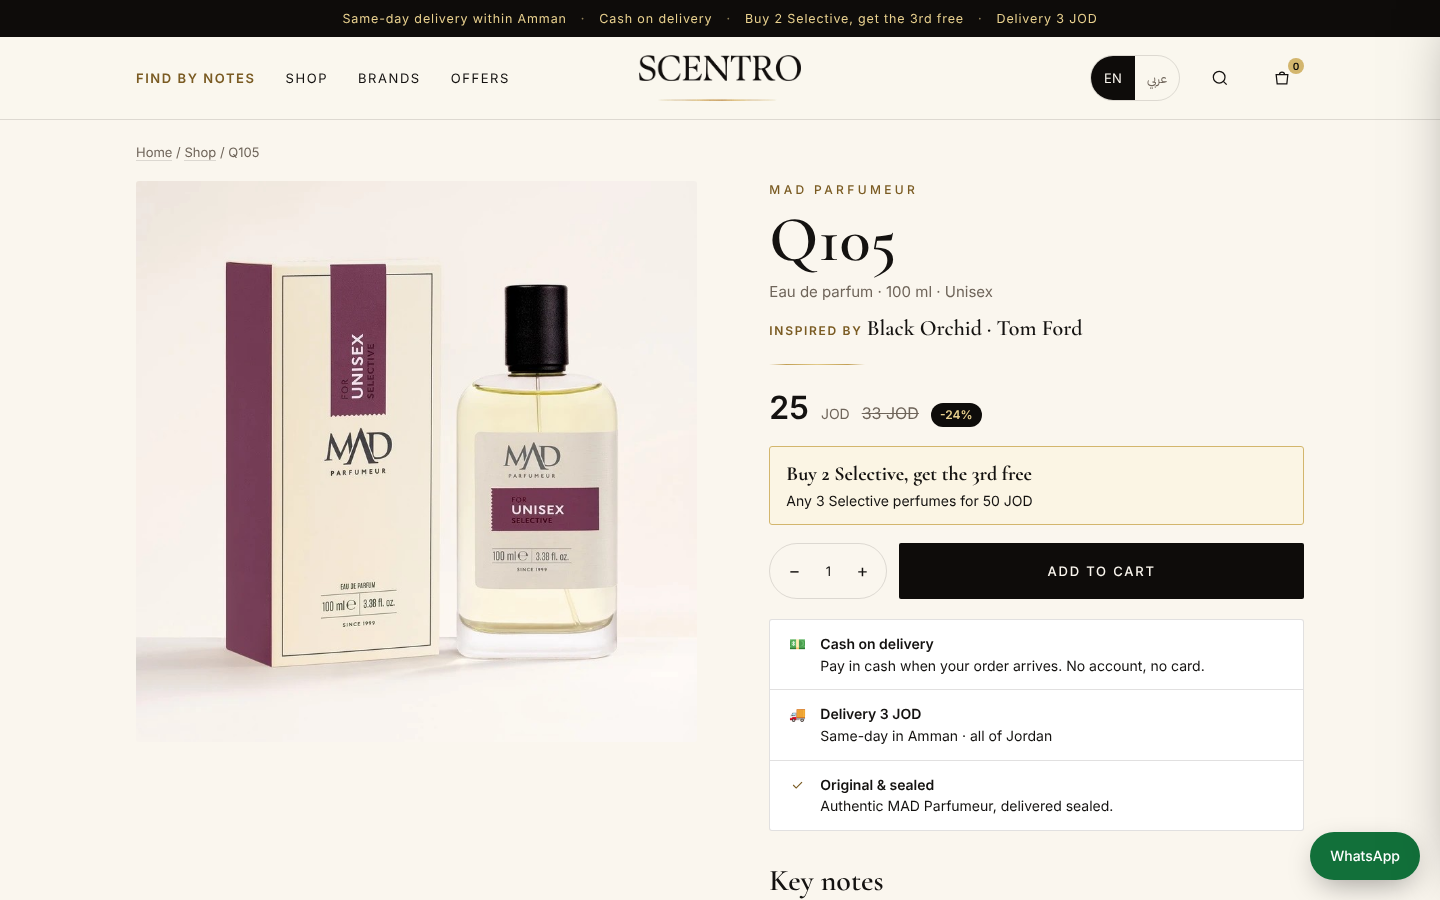 Same-day delivery within Amman · Cash on delivery · Buy 2 Selective, get the 3rd free · Delivery 3 JOD
FIND BY NOTES SHOP BRANDS OFFERS
SCENTRO
EN عربي
0
Home / Shop / Q105
FOR
UNISEX
SELECTIVE
MAD
PARFUMEUR
EAU DE PARFUM
100 ml ℮ 3.38 fl. oz.
SINCE 1999
MAD
PARFUMEUR
FOR
UNISEX
SELECTIVE
100 ml ℮ 3.38 fl. oz.
SINCE 1999
MAD PARFUMEUR
Q105
Eau de parfum · 100 ml · Unisex
INSPIRED BY Black Orchid · Tom Ford
25 JOD 33 JOD -24%
Buy 2 Selective, get the 3rd free
Any 3 Selective perfumes for 50 JOD
− 1 +
ADD TO CART
Cash on delivery
Pay in cash when your order arrives. No account, no card.
Delivery 3 JOD
Same-day in Amman · all of Jordan
Original & sealed
Authentic MAD Parfumeur, delivered sealed.
WhatsApp
Key notes